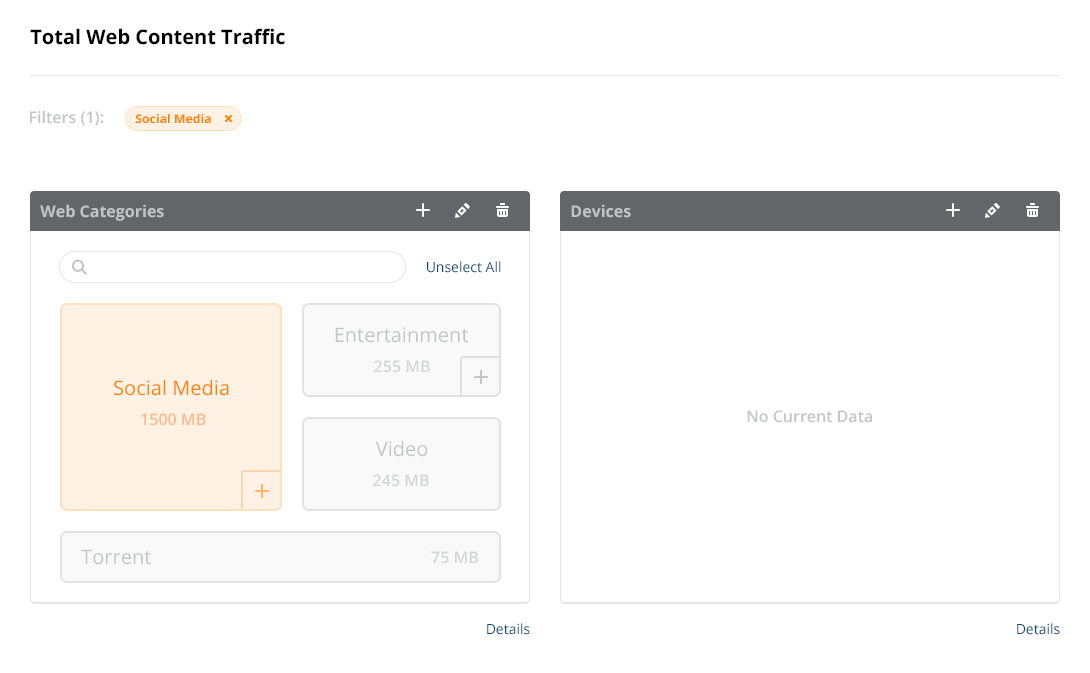 Total Web Content Traffic
Filters (1):
Social Media ×
Web Categories
Unselect All
Social Media
1500 MB
Entertainment
255 MB
Video
245 MB
Torrent
75 MB
Details
Devices
No Current Data
Details